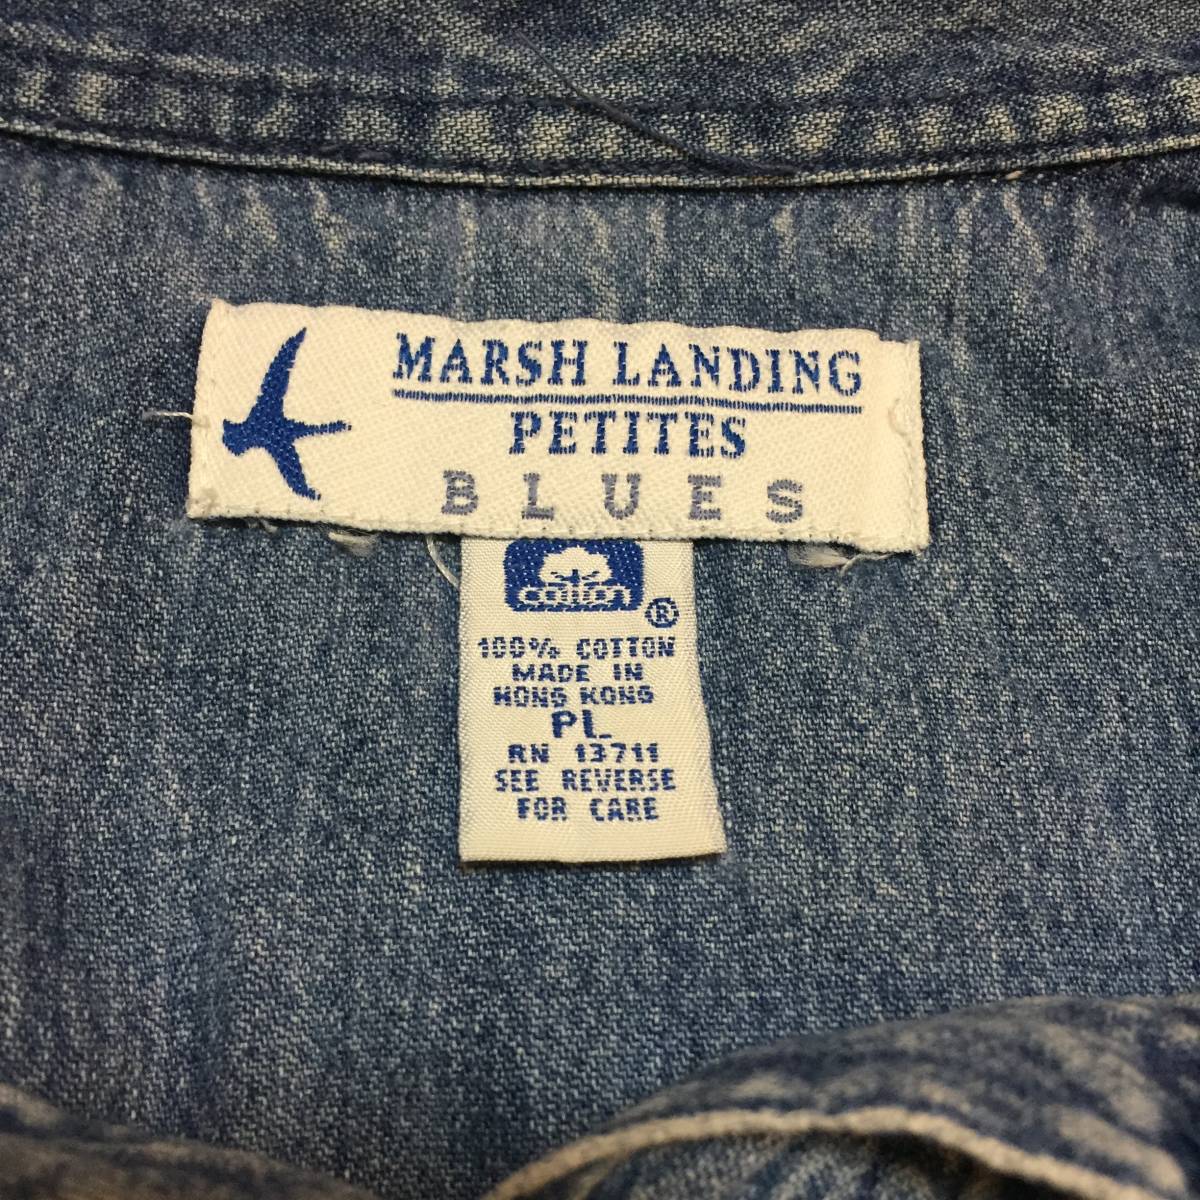 MARSH LANDING
PETITES
BLUES
cotton®
100% COTTON
MADE IN
HONG KONG
PL
RN 13711
SEE REVERSE
FOR CARE